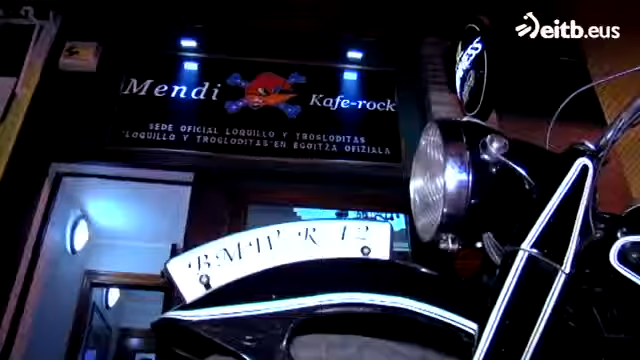 eitb.eus
Mendi Kafe-rock
SEDE OFICIAL LOQUILLO Y TROGLODITAS
LOQUILLO Y TROGLODITAS'EN EGOITZA OFIZIALA
BMW R 12